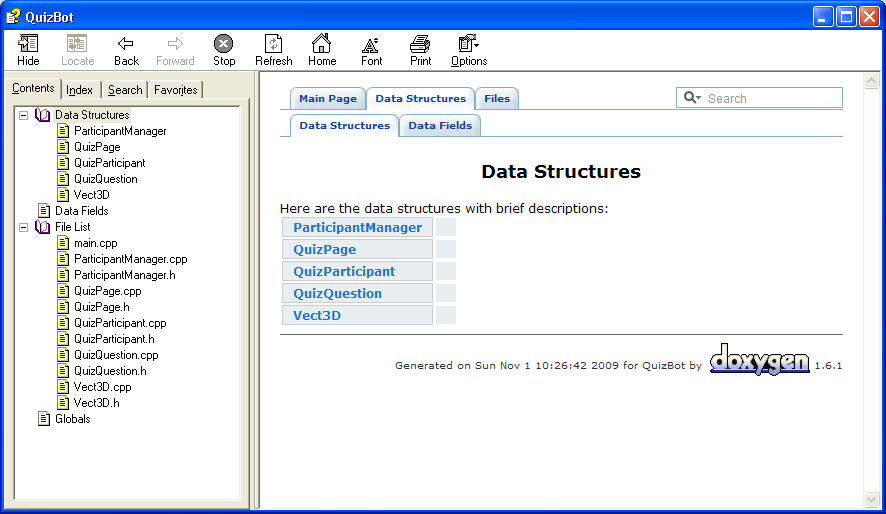 QuizBot
Hide Locate Back Forward Stop Refresh Home Font Print Options
Contents Index Search Favorites
Data Structures
ParticipantManager
QuizPage
QuizParticipant
QuizQuestion
Vect3D
Data Fields
File List
main.cpp
ParticipantManager.cpp
ParticipantManager.h
QuizPage.cpp
QuizPage.h
QuizParticipant.cpp
QuizParticipant.h
QuizQuestion.cpp
QuizQuestion.h
Vect3D.cpp
Vect3D.h
Globals
Main Page Data Structures Files Search
Data Structures Data Fields
Data Structures
Here are the data structures with brief descriptions:
ParticipantManager
QuizPage
QuizParticipant
QuizQuestion
Vect3D
Generated on Sun Nov 1 10:26:42 2009 for QuizBot by doxygen 1.6.1